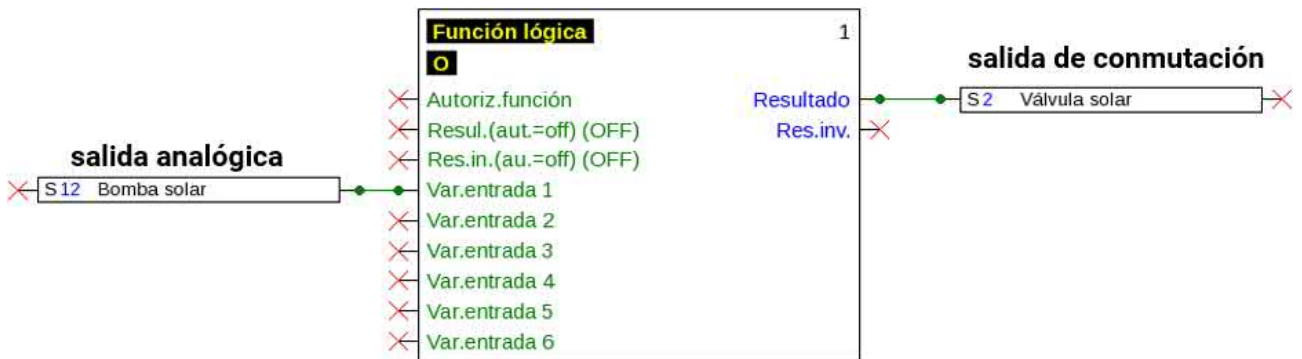 Función lógica 1
O
salida de conmutación
Autoriz.función Resultado S2 Válvula solar
Resul.(aut.=off) (OFF) Res.inv.
salida analógica
Res.in.(au.=off) (OFF)
S12 Bomba solar Var.entrada 1
Var.entrada 2
Var.entrada 3
Var.entrada 4
Var.entrada 5
Var.entrada 6